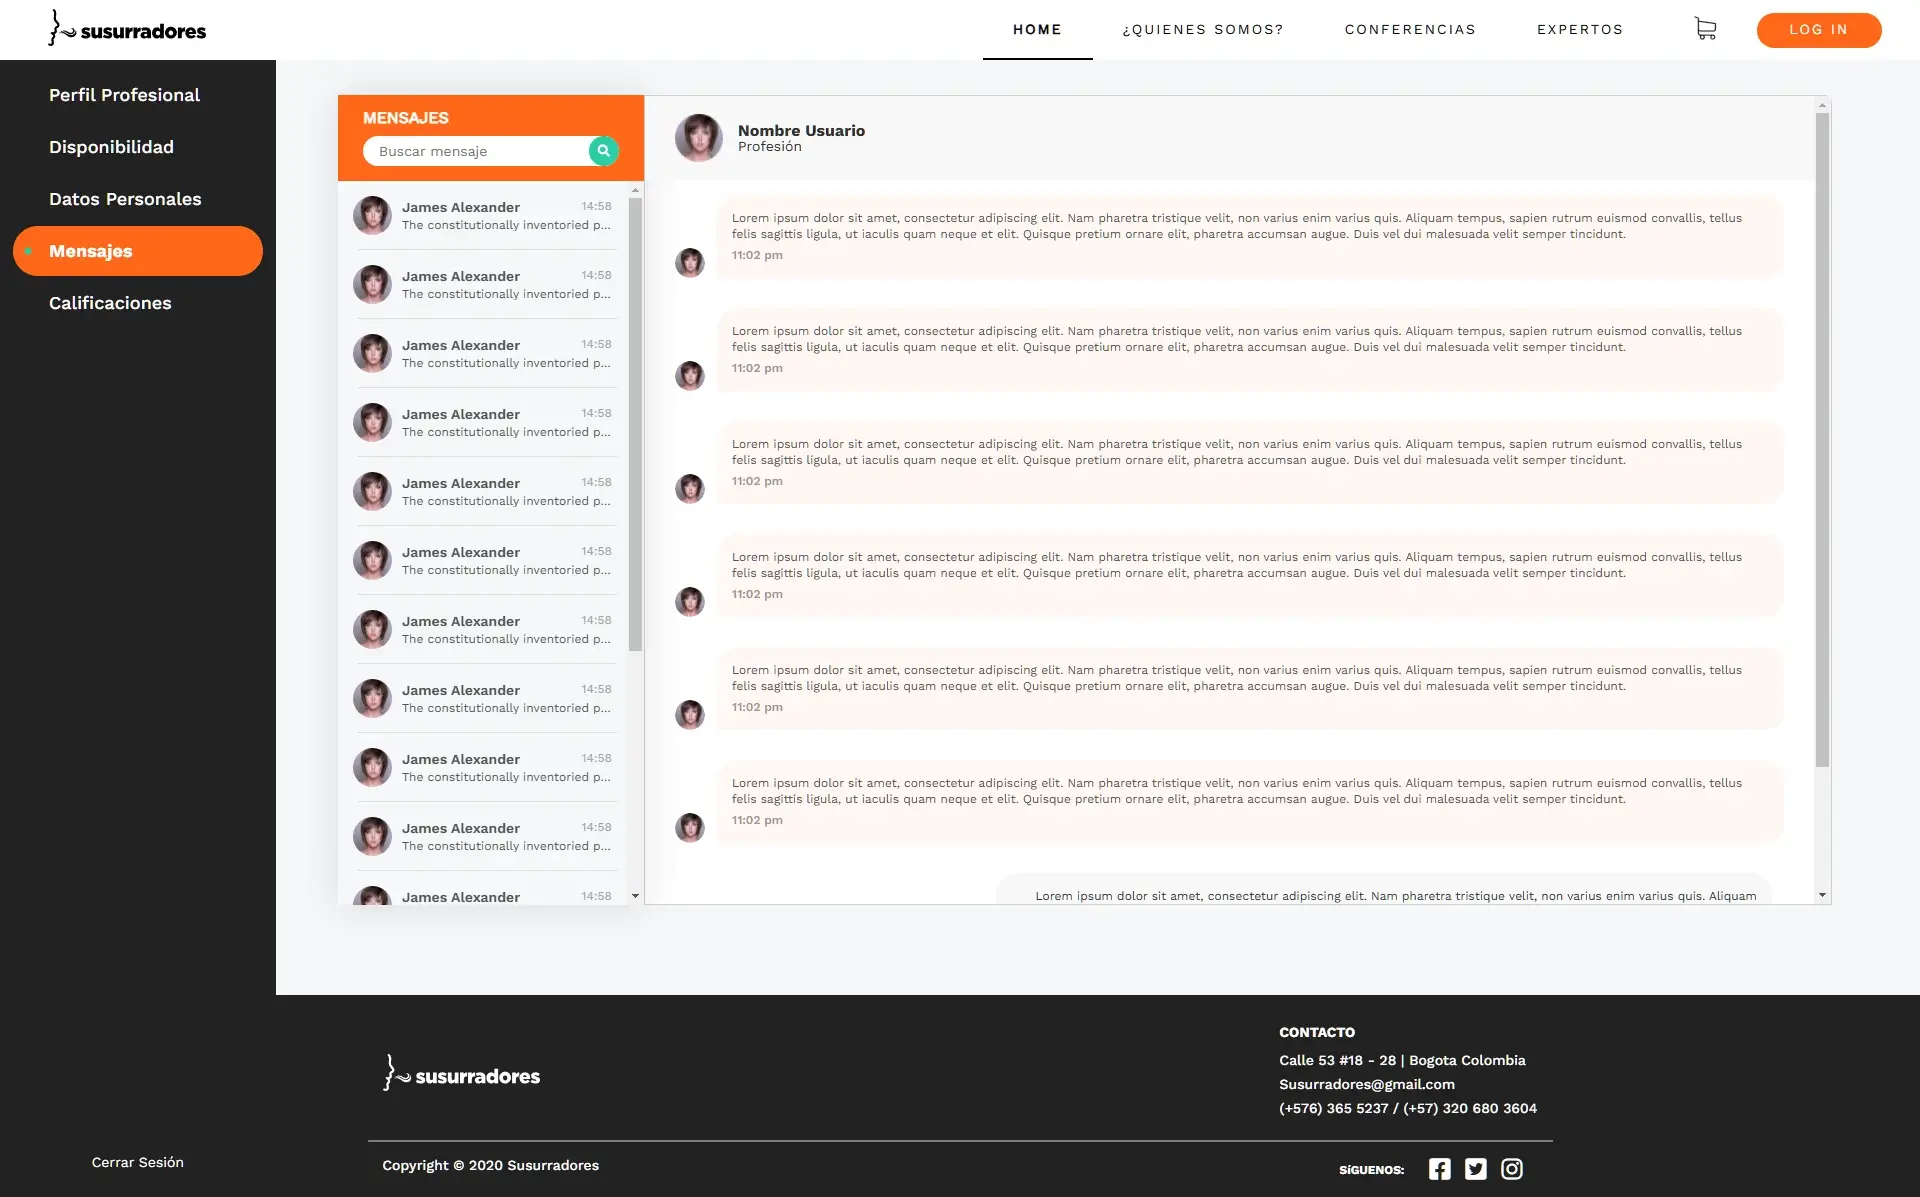 susurradores
HOME
¿QUIENES SOMOS?
CONFERENCIAS
EXPERTOS
LOG IN
Perfil Profesional
Disponibilidad
Datos Personales
Mensajes
Calificaciones
Cerrar Sesión
MENSAJES
Buscar mensaje
James Alexander 14:58
The constitutionally inventoried p...
James Alexander 14:58
The constitutionally inventoried p...
James Alexander 14:58
The constitutionally inventoried p...
James Alexander 14:58
The constitutionally inventoried p...
James Alexander 14:58
The constitutionally inventoried p...
James Alexander 14:58
The constitutionally inventoried p...
James Alexander 14:58
The constitutionally inventoried p...
James Alexander 14:58
The constitutionally inventoried p...
James Alexander 14:58
The constitutionally inventoried p...
James Alexander 14:58
The constitutionally inventoried p...
James Alexander 14:58
Nombre Usuario
Profesión
Lorem ipsum dolor sit amet, consectetur adipiscing elit. Nam pharetra tristique velit, non varius enim varius quis. Aliquam tempus, sapien rutrum euismod convallis, tellus
felis sagittis ligula, ut iaculis quam neque et elit. Quisque pretium ornare elit, pharetra accumsan augue. Duis vel dui malesuada velit semper tincidunt.
11:02 pm
Lorem ipsum dolor sit amet, consectetur adipiscing elit. Nam pharetra tristique velit, non varius enim varius quis. Aliquam tempus, sapien rutrum euismod convallis, tellus
felis sagittis ligula, ut iaculis quam neque et elit. Quisque pretium ornare elit, pharetra accumsan augue. Duis vel dui malesuada velit semper tincidunt.
11:02 pm
Lorem ipsum dolor sit amet, consectetur adipiscing elit. Nam pharetra tristique velit, non varius enim varius quis. Aliquam tempus, sapien rutrum euismod convallis, tellus
felis sagittis ligula, ut iaculis quam neque et elit. Quisque pretium ornare elit, pharetra accumsan augue. Duis vel dui malesuada velit semper tincidunt.
11:02 pm
Lorem ipsum dolor sit amet, consectetur adipiscing elit. Nam pharetra tristique velit, non varius enim varius quis. Aliquam tempus, sapien rutrum euismod convallis, tellus
felis sagittis ligula, ut iaculis quam neque et elit. Quisque pretium ornare elit, pharetra accumsan augue. Duis vel dui malesuada velit semper tincidunt.
11:02 pm
Lorem ipsum dolor sit amet, consectetur adipiscing elit. Nam pharetra tristique velit, non varius enim varius quis. Aliquam tempus, sapien rutrum euismod convallis, tellus
felis sagittis ligula, ut iaculis quam neque et elit. Quisque pretium ornare elit, pharetra accumsan augue. Duis vel dui malesuada velit semper tincidunt.
11:02 pm
Lorem ipsum dolor sit amet, consectetur adipiscing elit. Nam pharetra tristique velit, non varius enim varius quis. Aliquam tempus, sapien rutrum euismod convallis, tellus
felis sagittis ligula, ut iaculis quam neque et elit. Quisque pretium ornare elit, pharetra accumsan augue. Duis vel dui malesuada velit semper tincidunt.
11:02 pm
Lorem ipsum dolor sit amet, consectetur adipiscing elit. Nam pharetra tristique velit, non varius enim varius quis. Aliquam
susurradores
CONTACTO
Calle 53 #18 - 28 | Bogota Colombia
Susurradores@gmail.com
(+576) 365 5237 / (+57) 320 680 3604
Copyright © 2020 Susurradores
SíGUENOS: